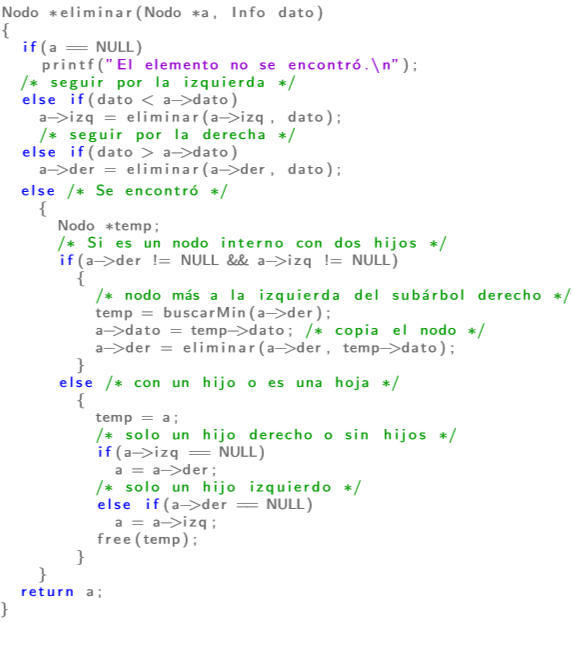 Nodo *eliminar(Nodo *a, Info dato)
{
if(a == NULL)
printf("El elemento no se encontró.\n");
/* seguir por la izquierda */
else if(dato < a->dato)
a->izq = eliminar(a->izq, dato);
/* seguir por la derecha */
else if(dato > a->dato)
a->der = eliminar(a->der, dato);
else /* Se encontró */
{
Nodo *temp;
/* Si es un nodo interno con dos hijos */
if(a->der != NULL && a->izq != NULL)
{
/* nodo más a la izquierda del subárbol derecho */
temp = buscarMin(a->der);
a->dato = temp->dato; /* copia el nodo */
a->der = eliminar(a->der, temp->dato);
}
else /* con un hijo o es una hoja */
{
temp = a;
/* solo un hijo derecho o sin hijos */
if(a->izq == NULL)
a = a->der;
/* solo un hijo izquierdo */
else if(a->der == NULL)
a = a->izq;
free(temp);
}
}
return a;
}